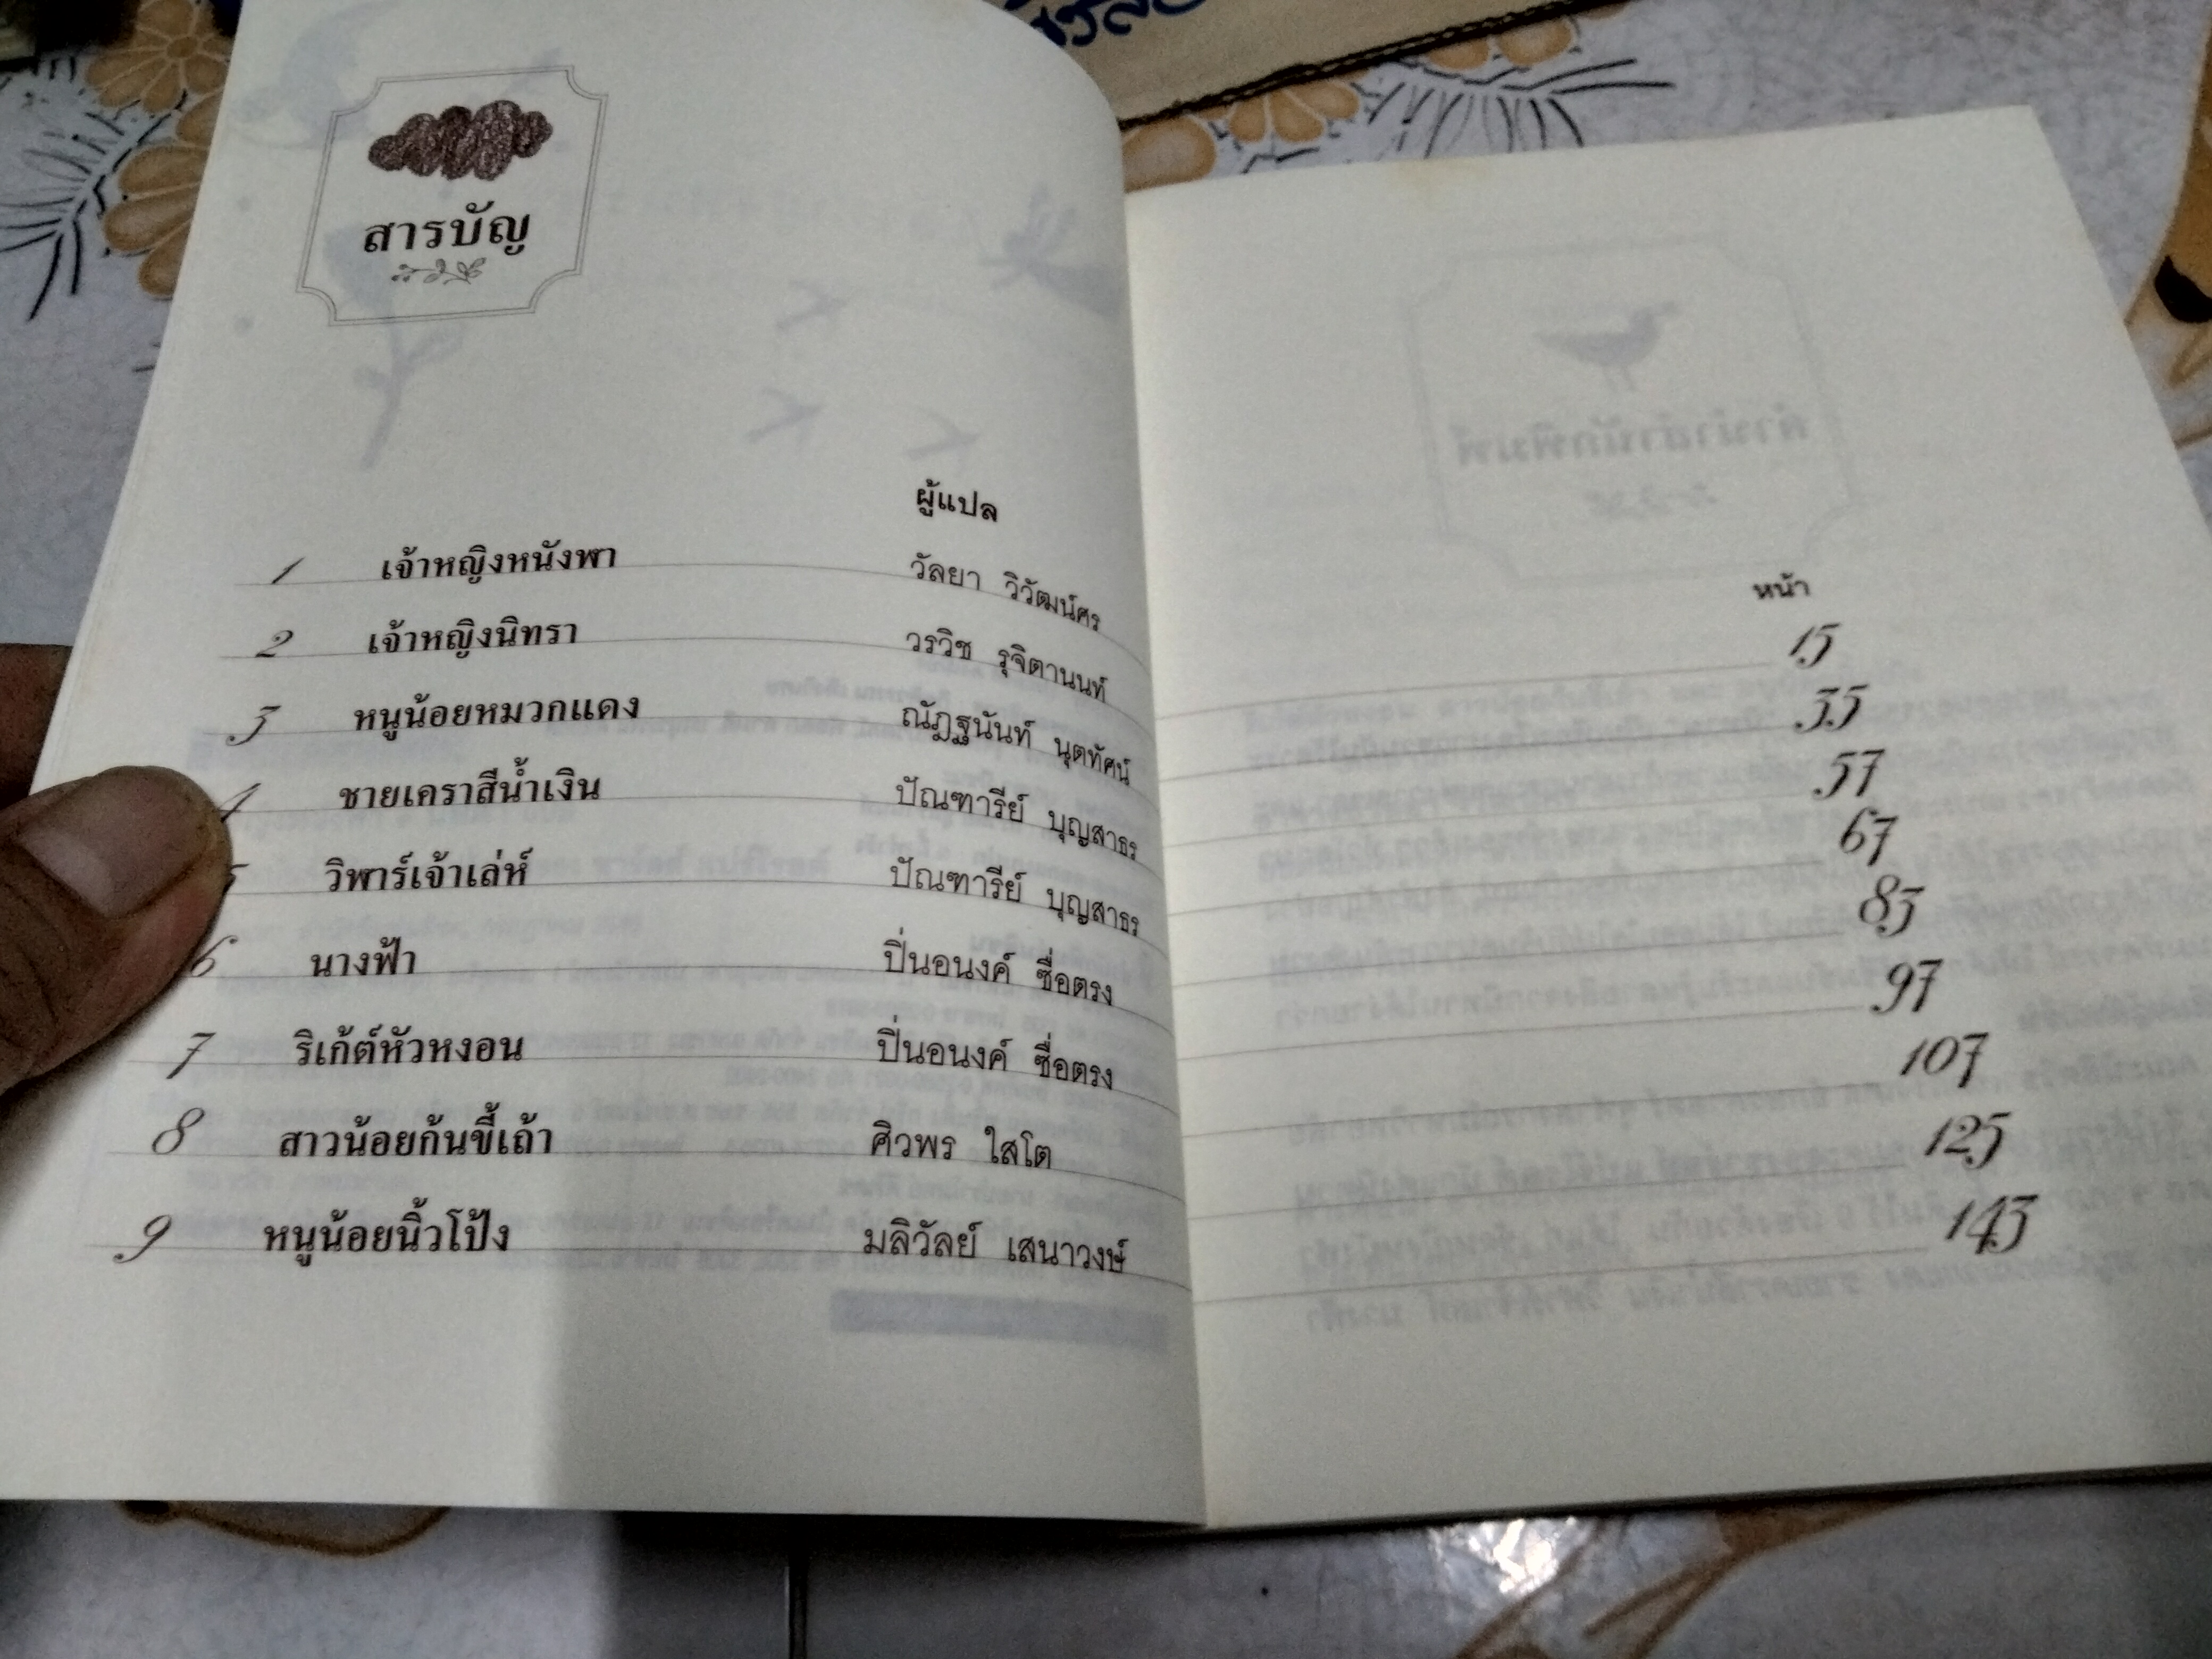 สารบัญ
ผู้แปล หน้า
1 เจ้าหญิงหนังพา วัลยา วิวัฒน์ศร 15
2 เจ้าหญิงนิทรา วรวิช รุจิตานนท์ 35
3 หนูน้อยหมวกแดง ณัฏฐนันท์ นุตทัศน์ 57
4 ชายเคราสีน้ำเงิน ปัณฑารีย์ บุญสาธร 67
5 วิฬาร์เจ้าเล่ห์ ปัณฑารีย์ บุญสาธร 83
6 นางฟ้า ปิ่นอนงค์ ซื่อตรง 97
7 ริเก้ต์หัวหงอน ปิ่นอนงค์ ซื่อตรง 107
8 สาวน้อยก้นขี้เถ้า ศิวพร ใสโต 125
9 หนูน้อยนิ้วโป้ง มลิวัลย์ เสนาวงษ์ 143